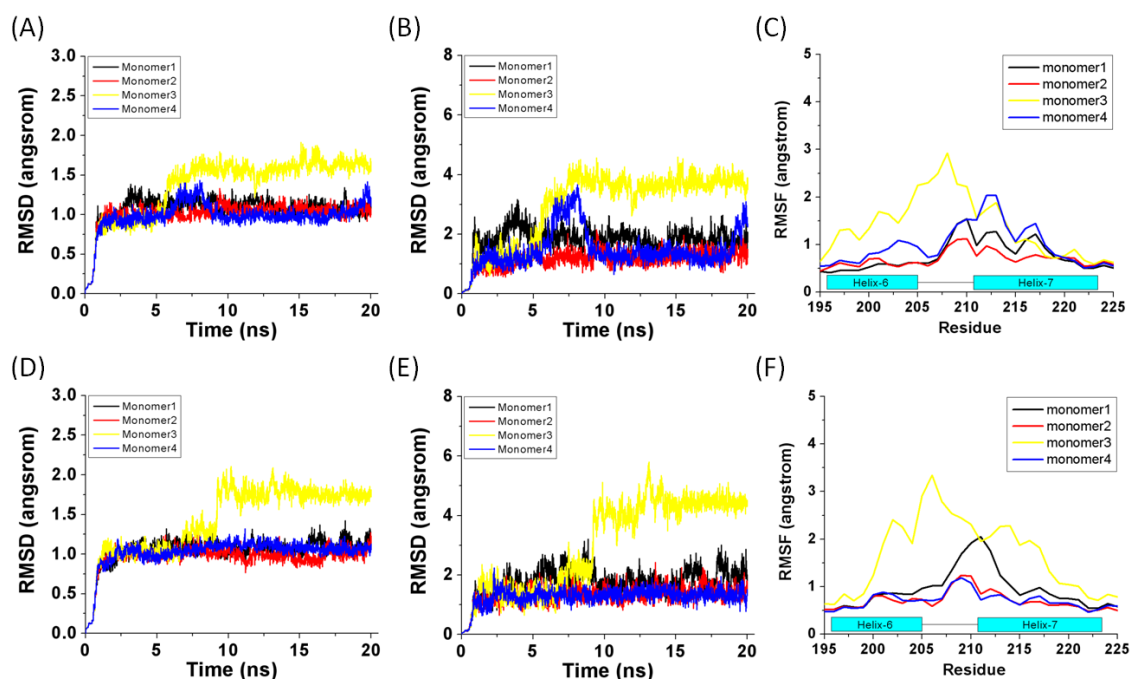 (A)
3.0
2.5
2.0
1.5
1.0
0.5
0.0
RMSD (angsrom)
Monomer1
Monomer2
Monomer3
Monomer4
0
5
10
15
20
Time (ns)
(B)
8
6
4
2
0
RMSD (angsrom)
Monomer1
Monomer2
Monomer3
Monomer4
0
5
10
15
20
Time (ns)
(C)
5
4
3
2
1
0
RMSF (angstrom)
monomer1
monomer2
monomer3
monomer4
Helix-6
Helix-7
195
200
205
210
215
220
225
Residue
(D)
3.0
2.5
2.0
1.5
1.0
0.5
0.0
RMSD (angsrom)
Monomer1
Monomer2
Monomer3
Monomer4
0
5
10
15
20
Time (ns)
(E)
8
6
4
2
0
RMSD (angsrom)
Monomer1
Monomer2
Monomer3
Monomer4
0
5
10
15
20
Time (ns)
(F)
5
4
3
2
1
0
RMSF (angstrom)
monomer1
monomer2
monomer3
monomer4
Helix-6
Helix-7
195
200
205
210
215
220
225
Residue